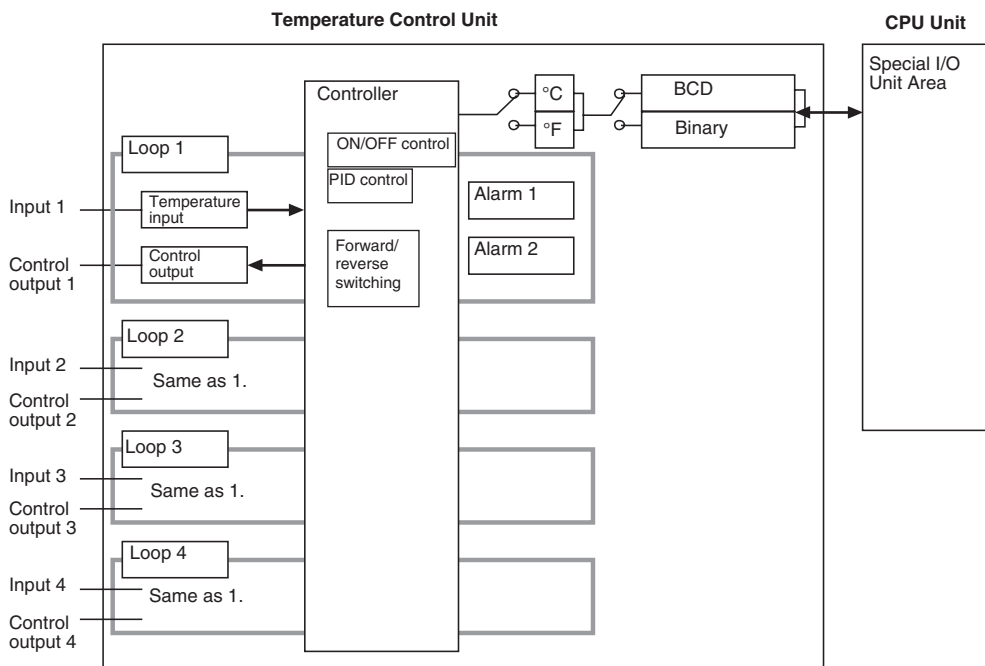 Temperature Control Unit
CPU Unit
Special I/O
Unit Area
Controller
°C
°F
BCD
Binary
ON/OFF control
PID control
Forward/
reverse
switching
Loop 1
Input 1
Temperature
input
Control
output 1
Control
output
Alarm 1
Alarm 2
Loop 2
Input 2
Same as 1.
Control
output 2
Loop 3
Input 3
Same as 1.
Control
output 3
Loop 4
Input 4
Same as 1.
Control
output 4